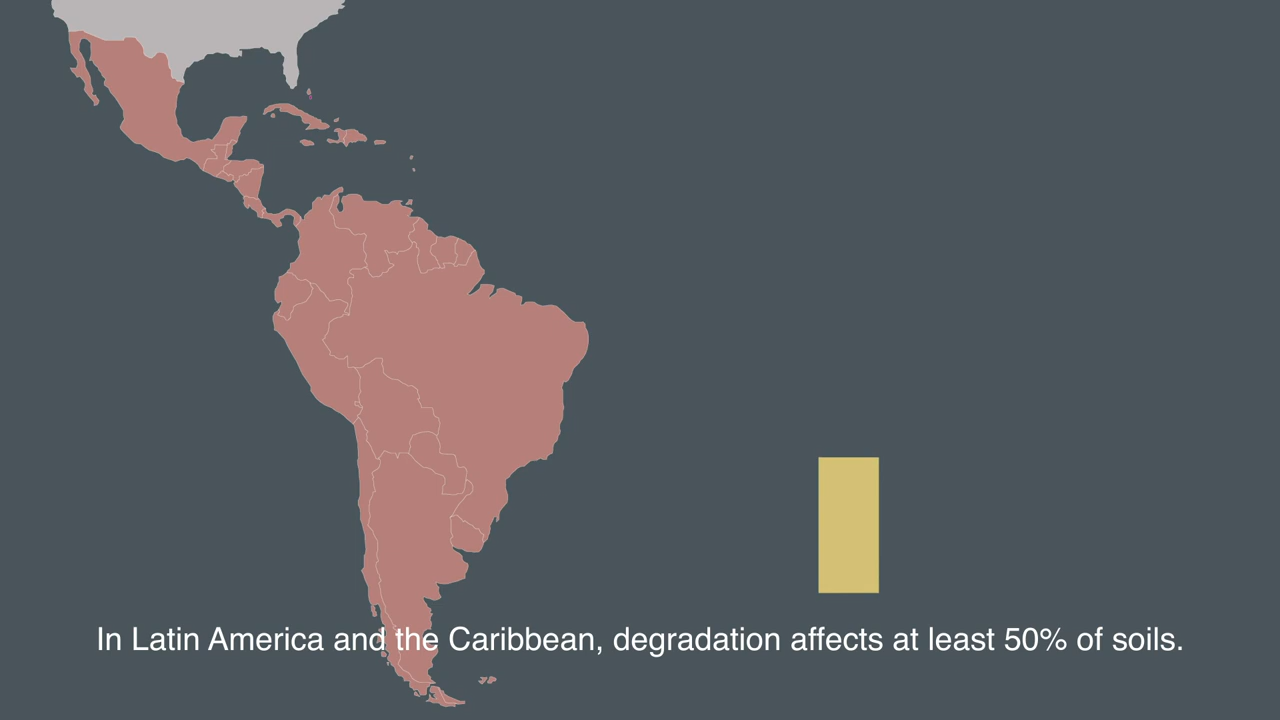 In Latin America and the Caribbean, degradation affects at least 50% of soils.